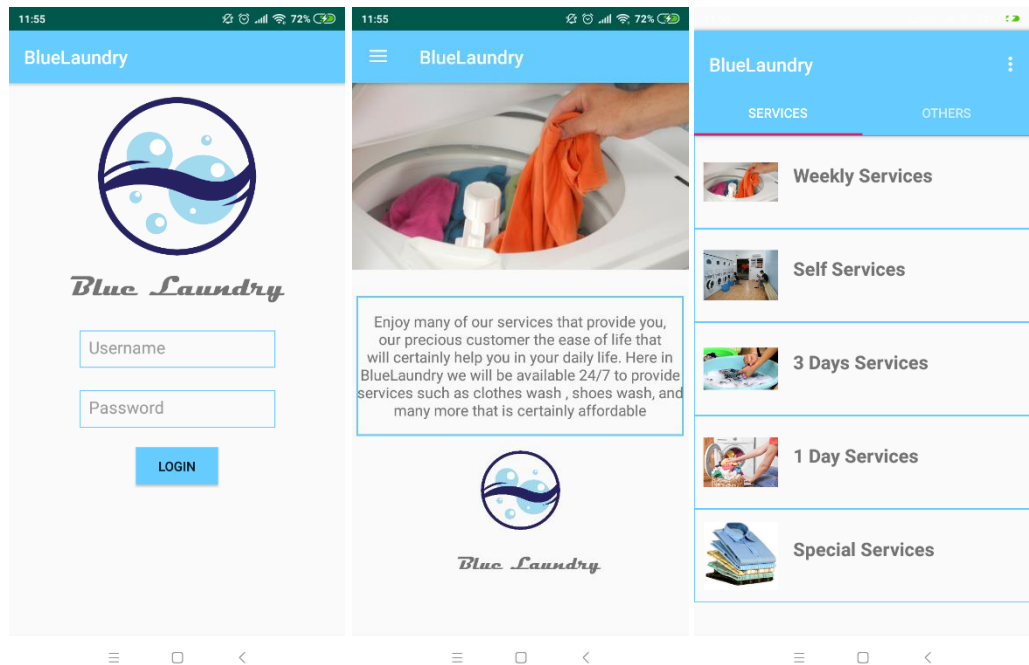 11:55
72%
BlueLaundry
Blue Laundry
Username
Password
LOGIN
11:55
72%
BlueLaundry
Enjoy many of our services that provide you,
our precious customer the ease of life that
will certainly help you in your daily life. Here in
BlueLaundry we will be available 24/7 to provide
services such as clothes wash , shoes wash, and
many more that is certainly affordable
Blue Laundry
BlueLaundry
SERVICES
OTHERS
Weekly Services
Self Services
3 Days Services
1 Day Services
Special Services